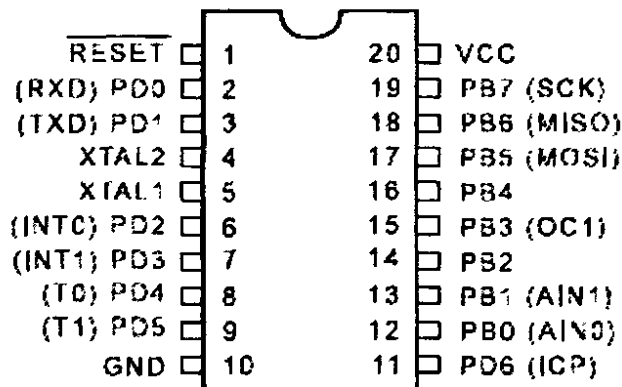 RESET 1 20 VCC
(RXD) PD0 2 19 PB7 (SCK)
(TXD) PD1 3 18 PB6 (MISO)
XTAL2 4 17 PB5 (MOSI)
XTAL1 5 16 PB4
(INT0) PD2 6 15 PB3 (OC1)
(INT1) PD3 7 14 PB2
(T0) PD4 8 13 PB1 (AIN1)
(T1) PD5 9 12 PB0 (AIN0)
GND 10 11 PD6 (ICP)